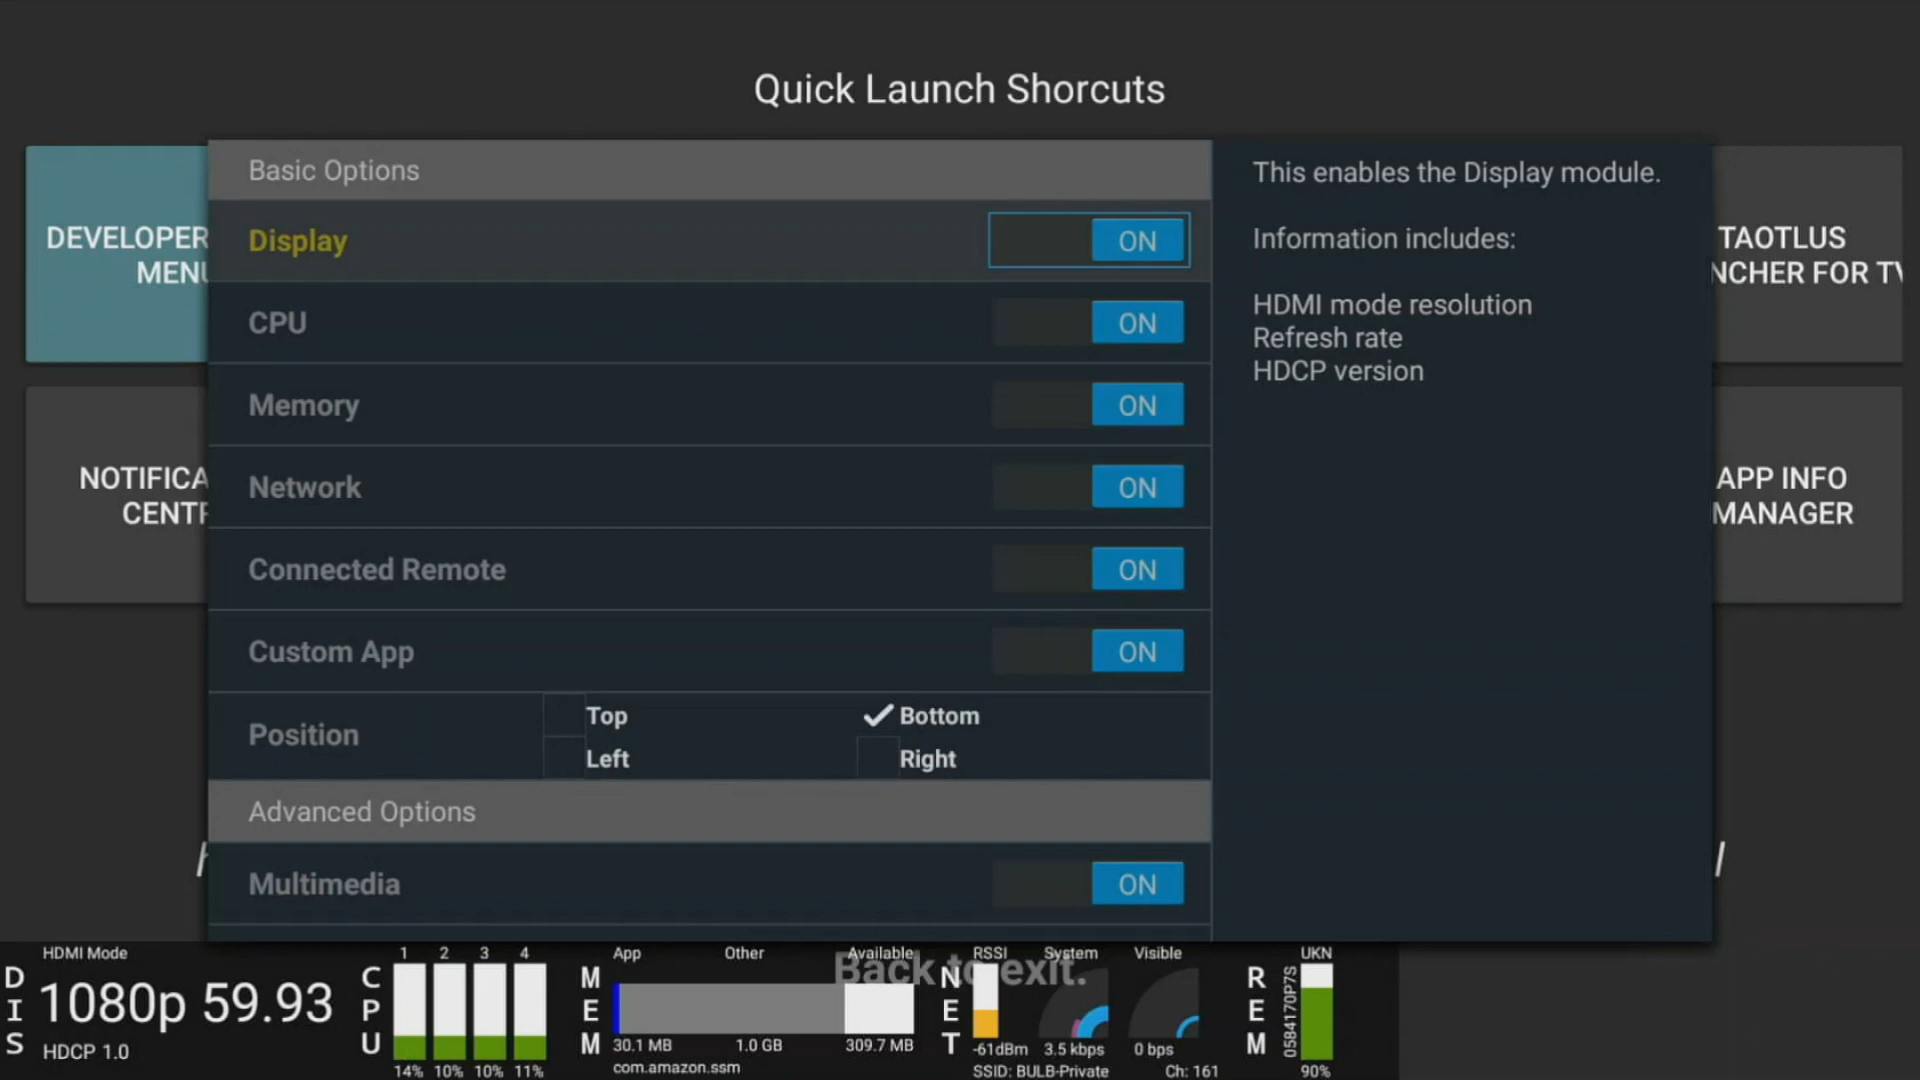 Quick Launch Shorcuts
DEVELOPER
MENU
NOTIFICA
CENTR
TAOTLUS
NCHER FOR TV
APP INFO
MANAGER
Basic Options
Display ON
CPU ON
Memory ON
Network ON
Connected Remote ON
Custom App ON
Position
Top Bottom
Left Right
Advanced Options
Multimedia ON
This enables the Display module.
Information includes:
HDMI mode resolution
Refresh rate
HDCP version
Back to exit.
DIS
HDMI Mode
1080p 59.93
HDCP 1.0
CPU
1 2 3 4
14% 10% 10% 11%
MEM
App Other Available
30.1 MB 1.0 GB 309.7 MB
com.amazon.ssm
NET
RSSI System Visible
-61dBm 3.5 kbps 0 bps
SSID: BULB-Private Ch: 161
REM
UKN
0584170P7S
90%